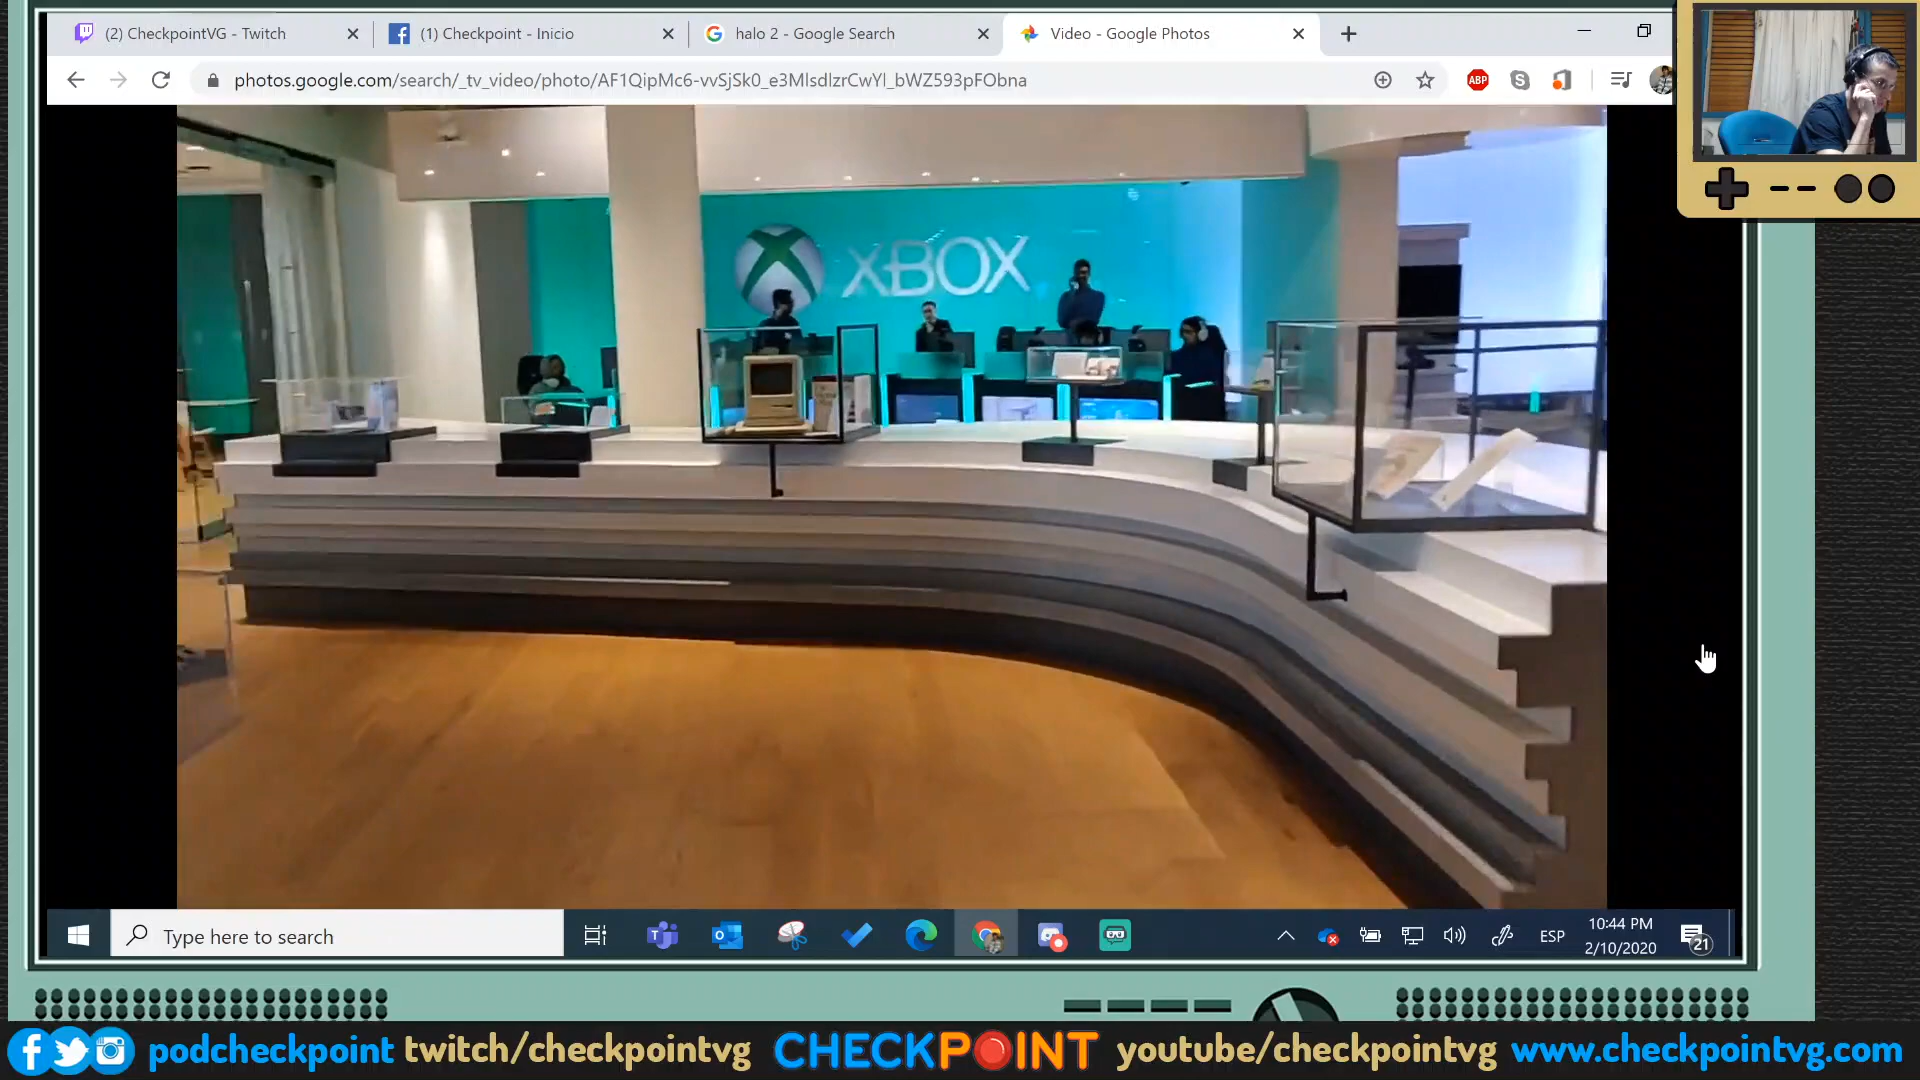 (2) CheckpointVG - Twitch
(1) Checkpoint - Inicio
halo 2 - Google Search
Video - Google Photos
photos.google.com/search/_tv_video/photo/AF1QipMc6-vvSjSk0_e3MlsdlzrCwYl_bWZ593pFObna
ABP
XBOX
Type here to search
ESP
10:44 PM
2/10/2020
21
podcheckpoint twitch/checkpointvg CHECKPOINT youtube/checkpointvg www.checkpointvg.com